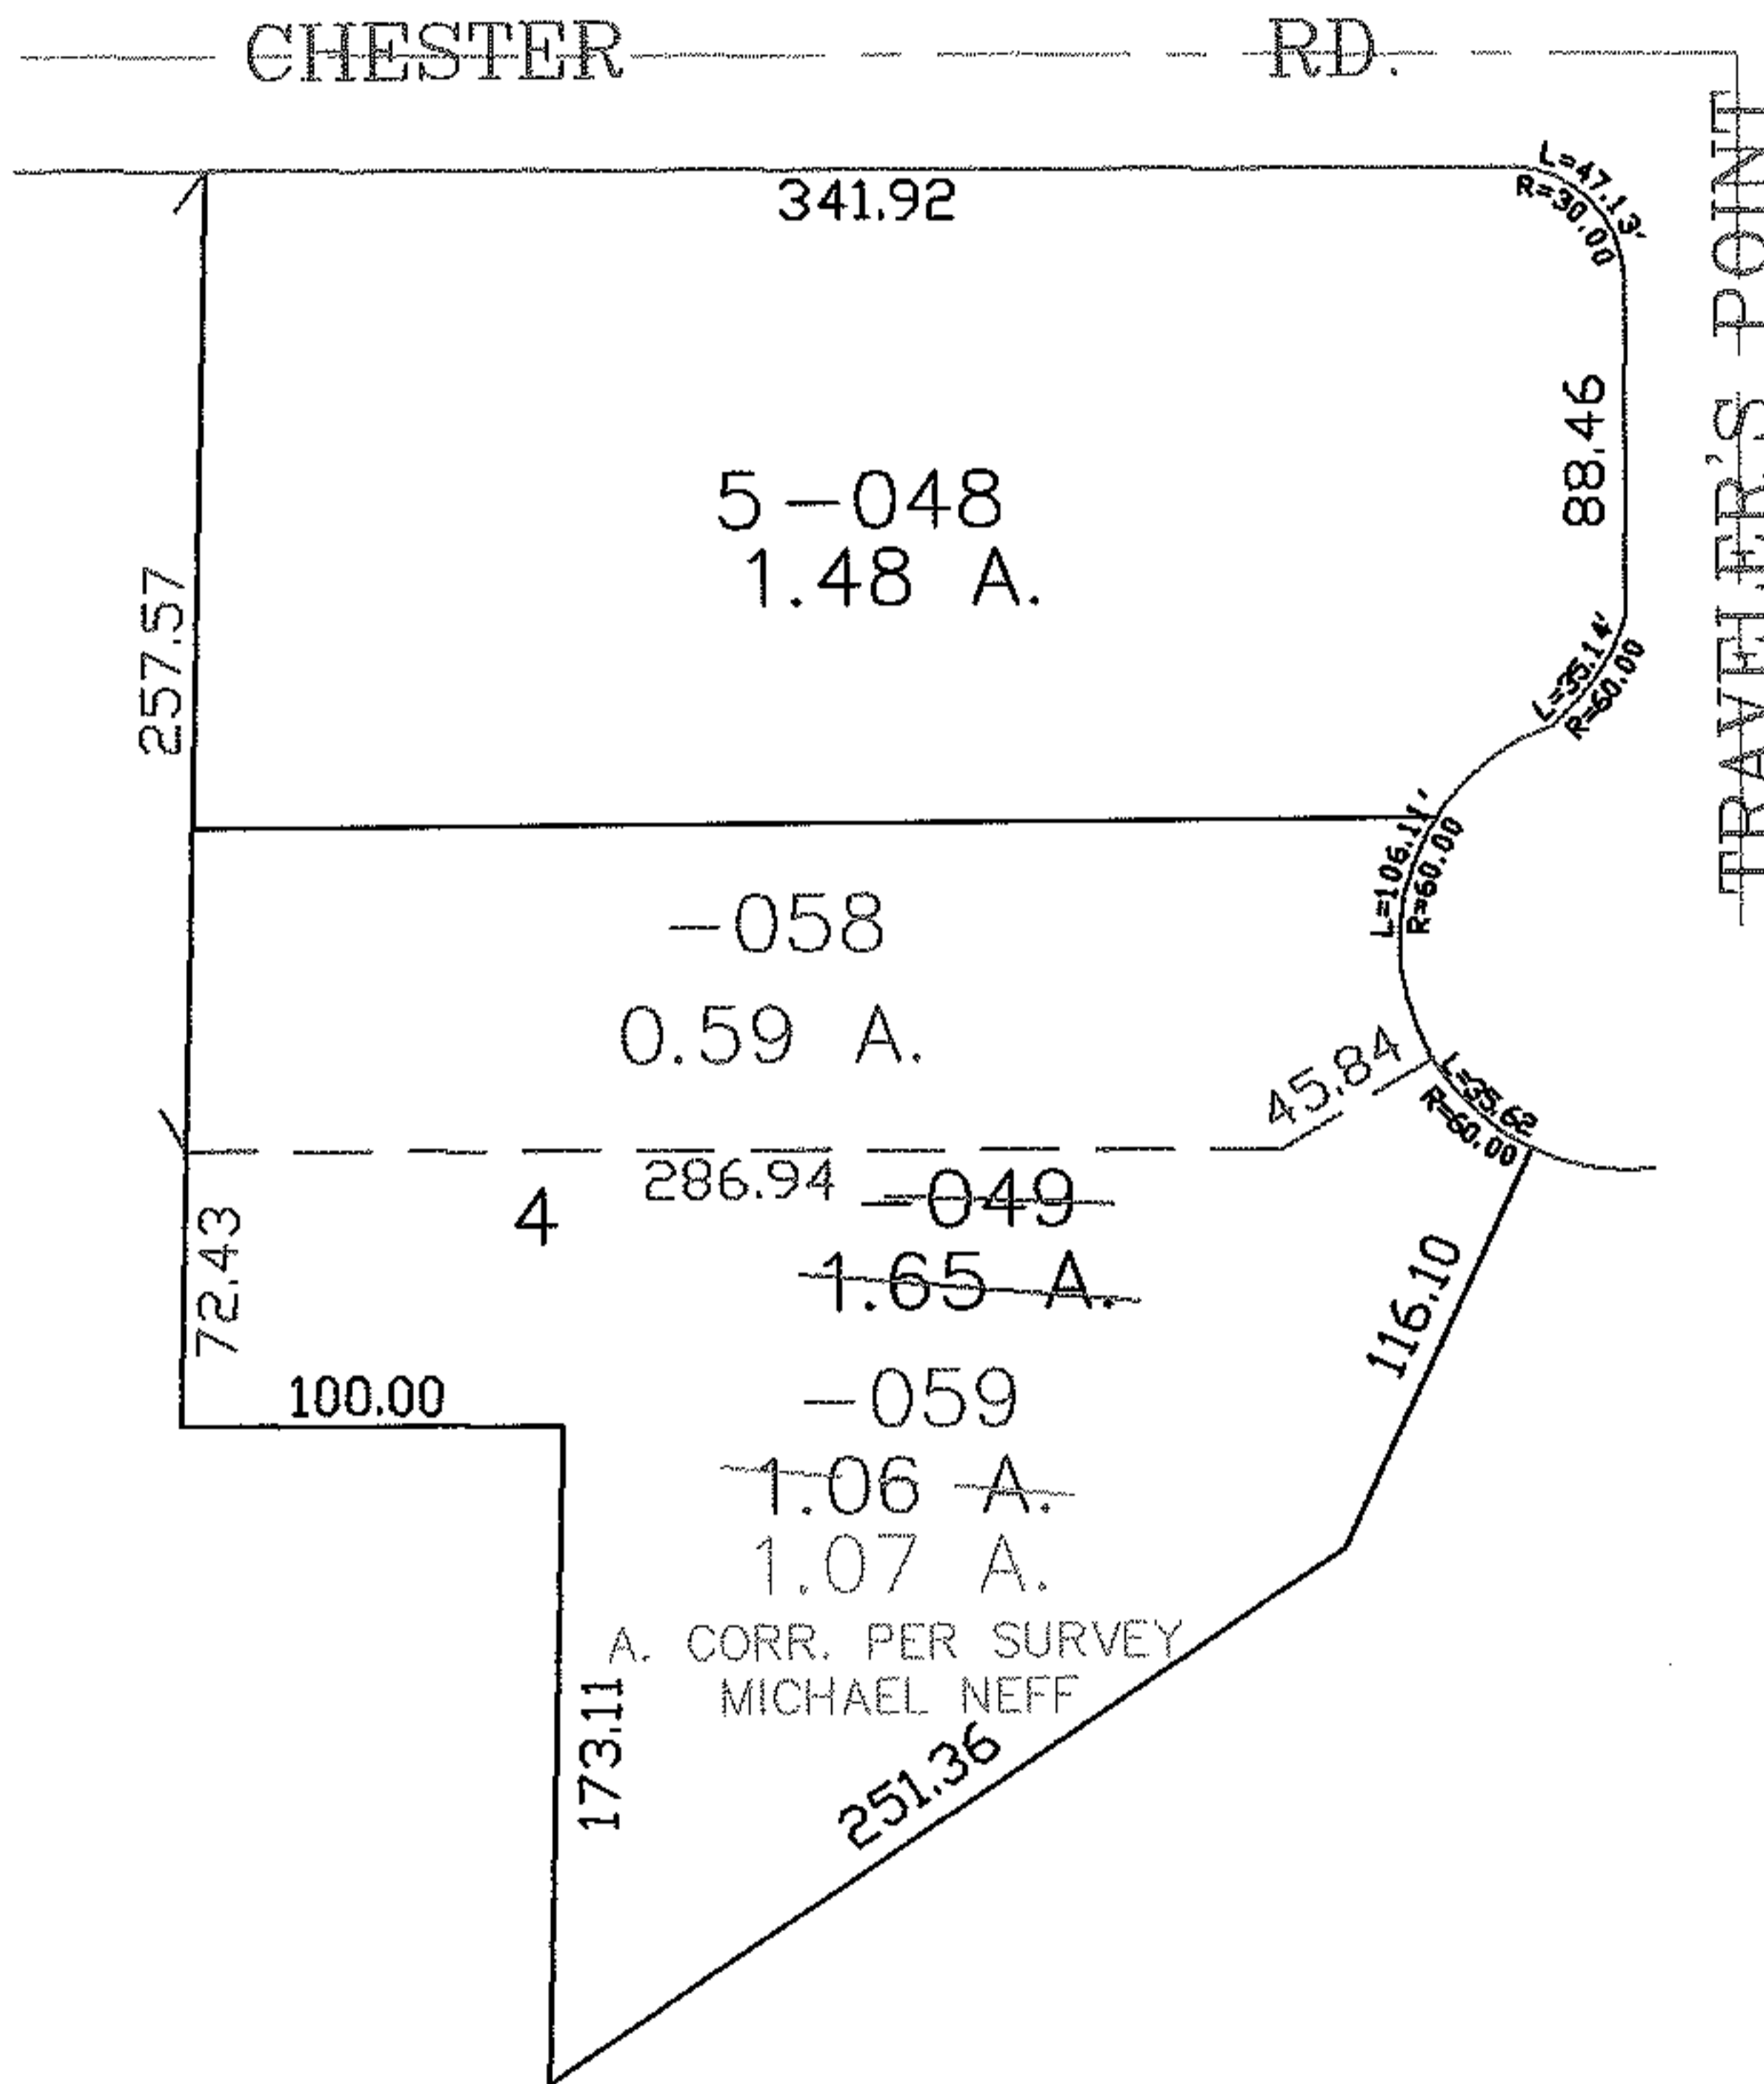 CHESTER RD.
TRAVELER'S POINT
L=47.13'
R=30.00
341.92
88.46
5-048
1.48 A.
257.57
L=35.14'
R=60.00
L=106.11'
R=60.00
-058
0.59 A.
45.84
L=35.62
R=60.00
286.94
4
-049
1.65 A.
72.43
116.10
100.00
-059
1.06 A.
1.07 A.
A. CORR. PER SURVEY
MICHAEL NEFF
173.11
251.36